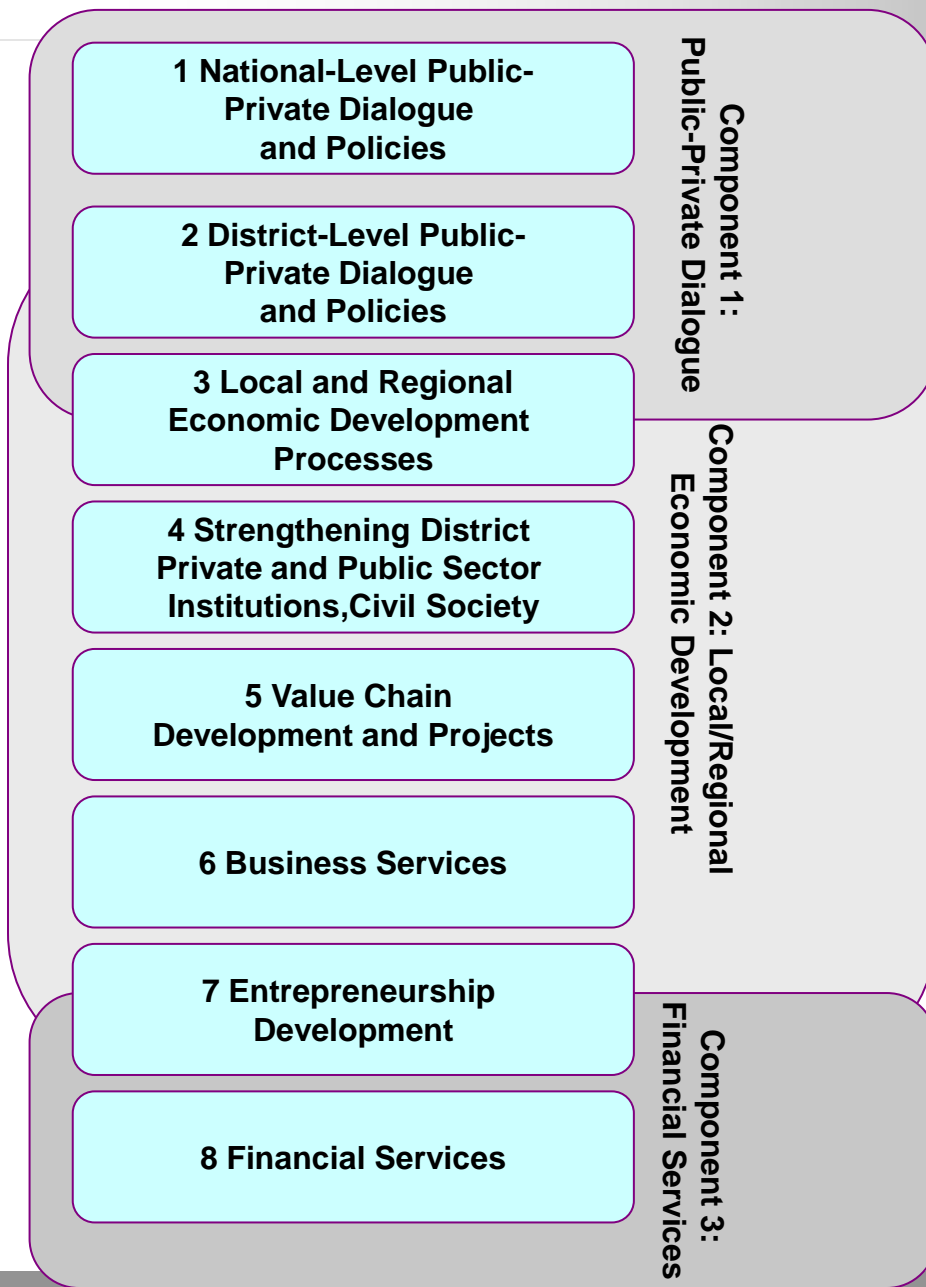 1 National-Level Public-
Private Dialogue
and Policies
2 District-Level Public-
Private Dialogue
and Policies
Component 1:
Public-Private Dialogue
3 Local and Regional
Economic Development
Processes
4 Strengthening District
Private and Public Sector
Institutions,Civil Society
5 Value Chain
Development and Projects
6 Business Services
Component 2: Local/Regional
Economic Development
7 Entrepreneurship
Development
8 Financial Services
Component 3:
Financial Services